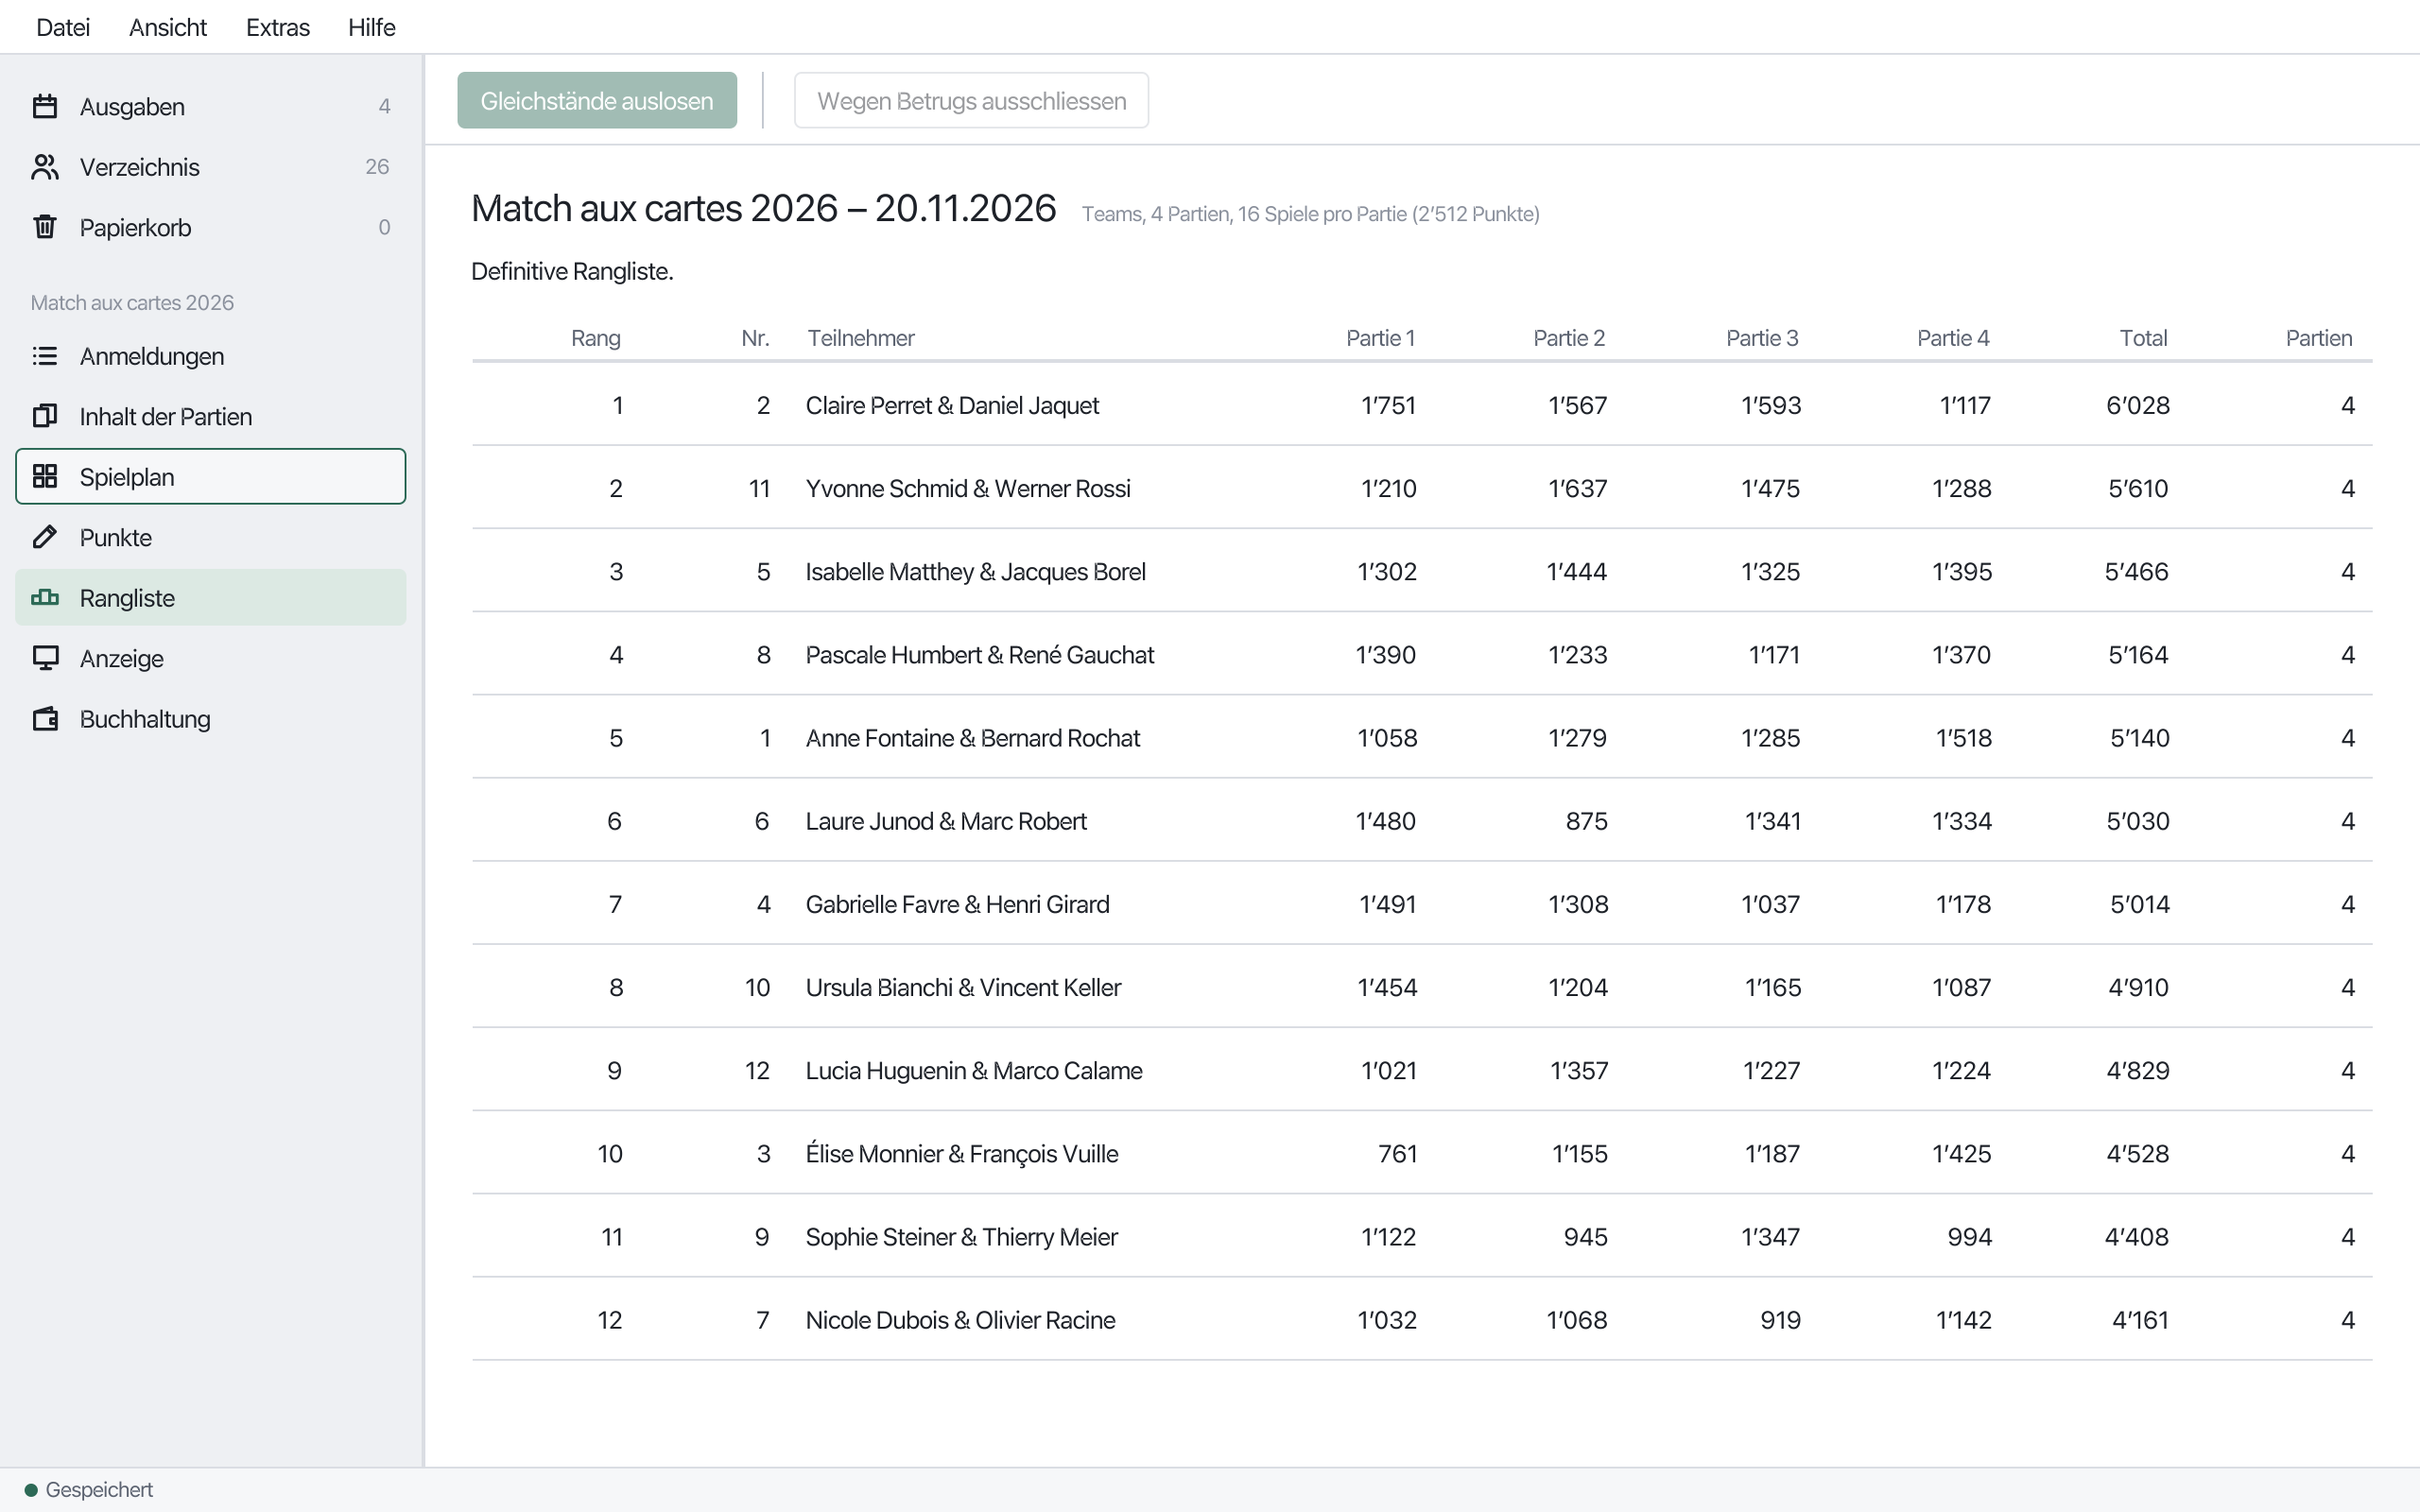 Datei Ansicht Extras Hilfe
Ausgaben 4
Verzeichnis 26
Papierkorb 0
Match aux cartes 2026
Anmeldungen
Inhalt der Partien
Spielplan
Punkte
Rangliste
Anzeige
Buchhaltung
Gleichstände auslosen Wegen Betrugs ausschliessen
Match aux cartes 2026 – 20.11.2026 Teams, 4 Partien, 16 Spiele pro Partie (2’512 Punkte)
Definitive Rangliste.
Rang Nr. Teilnehmer Partie 1 Partie 2 Partie 3 Partie 4 Total Partien
1 2 Claire Perret & Daniel Jaquet 1’751 1’567 1’593 1’117 6’028 4
2 11 Yvonne Schmid & Werner Rossi 1’210 1’637 1’475 1’288 5’610 4
3 5 Isabelle Matthey & Jacques Borel 1’302 1’444 1’325 1’395 5’466 4
4 8 Pascale Humbert & René Gauchat 1’390 1’233 1’171 1’370 5’164 4
5 1 Anne Fontaine & Bernard Rochat 1’058 1’279 1’285 1’518 5’140 4
6 6 Laure Junod & Marc Robert 1’480 875 1’341 1’334 5’030 4
7 4 Gabrielle Favre & Henri Girard 1’491 1’308 1’037 1’178 5’014 4
8 10 Ursula Bianchi & Vincent Keller 1’454 1’204 1’165 1’087 4’910 4
9 12 Lucia Huguenin & Marco Calame 1’021 1’357 1’227 1’224 4’829 4
10 3 Élise Monnier & François Vuille 761 1’155 1’187 1’425 4’528 4
11 9 Sophie Steiner & Thierry Meier 1’122 945 1’347 994 4’408 4
12 7 Nicole Dubois & Olivier Racine 1’032 1’068 919 1’142 4’161 4
Gespeichert